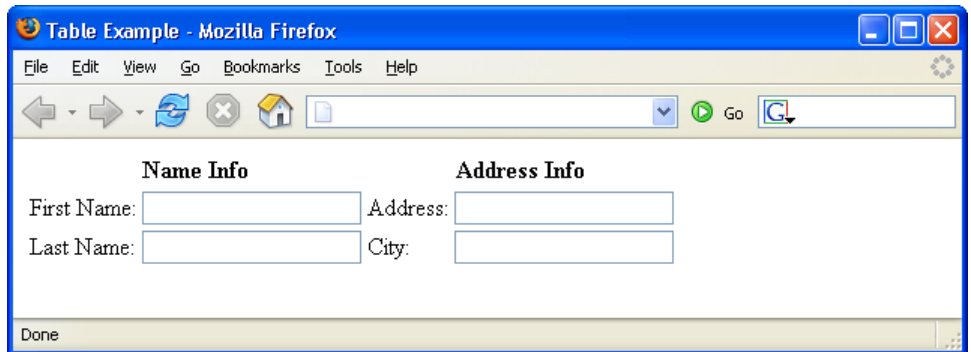 Table Example - Mozilla Firefox
File Edit View Go Bookmarks Tools Help
Go G
Name Info Address Info
First Name: Address:
Last Name: City:
Done